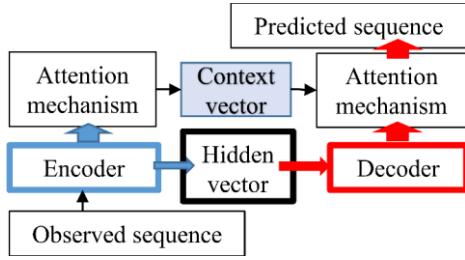 Predicted sequence
Attention
mechanism
Context
vector
Attention
mechanism
Encoder
Hidden
vector
Decoder
Observed sequence